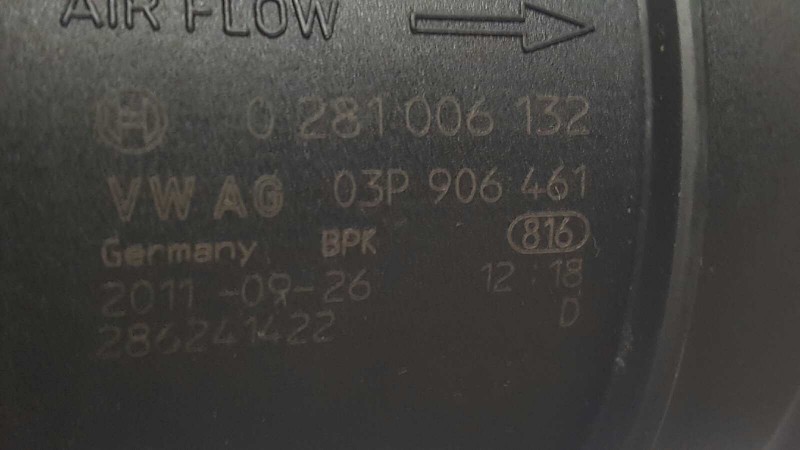 AIR FLOW
0 281 006 132
VW AG 03P 906 461
Germany BPK 816
2011-09-26 12:18
286241422 D